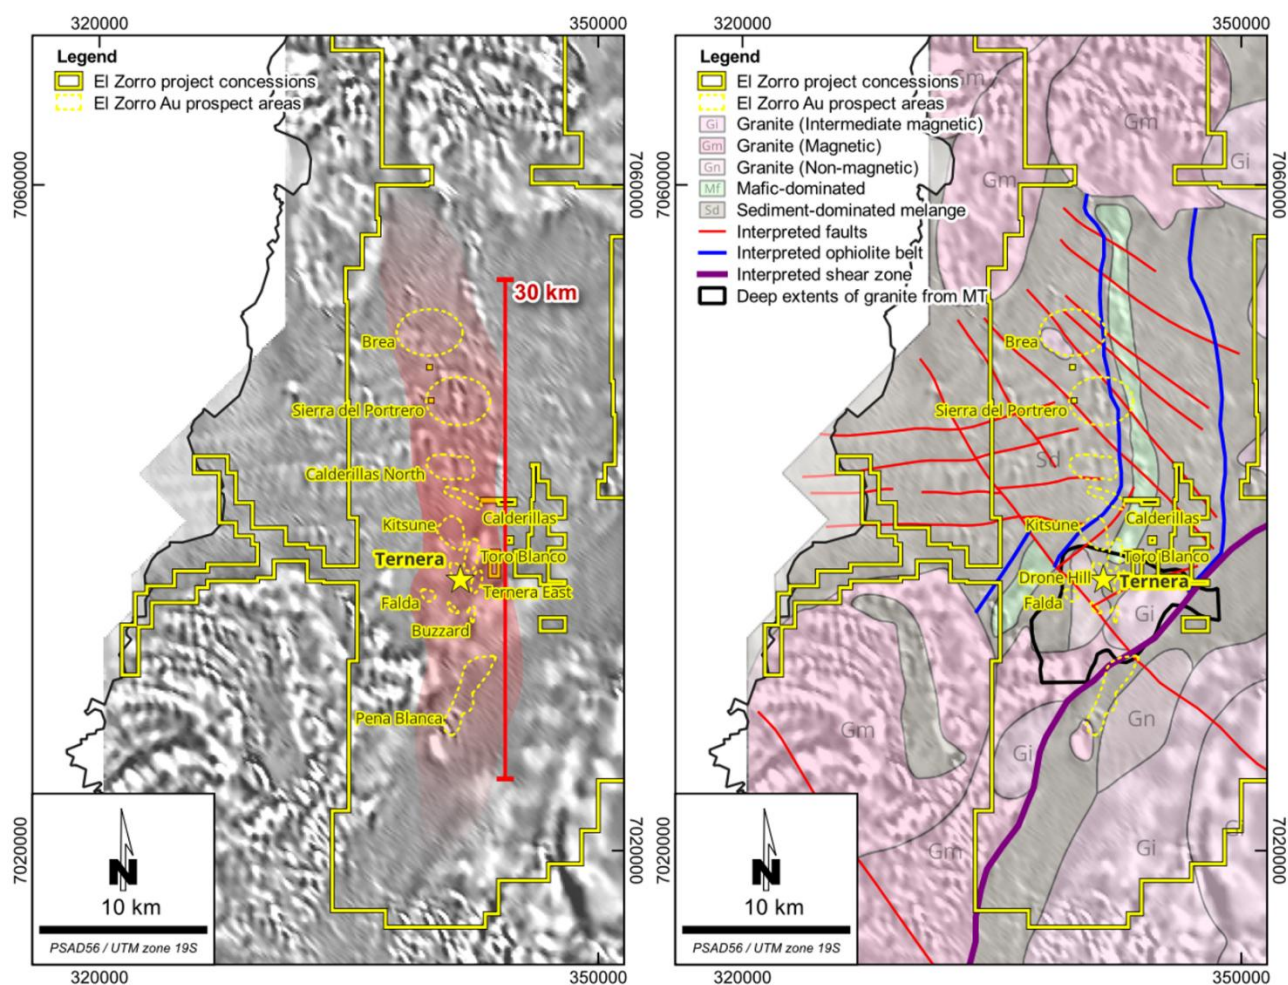 320000
350000
Legend
El Zorro project concessions
El Zorro Au prospect areas
7060000
7060000
30 km
Brea
Sierra del Portrero
Calderillas North
Kitsune
Calderillas
Ternera
Toro Blanco
Ternera East
Falda
Buzzard
Pena Blanca
7020000
7020000
N
10 km
PSAD56 / UTM zone 19S
320000
350000
320000
350000
Legend
El Zorro project concessions
El Zorro Au prospect areas
Gi Granite (Intermediate magnetic)
Gm Granite (Magnetic)
Gn Granite (Non-magnetic)
Mf Mafic-dominated
Sd Sediment-dominated melange
Interpreted faults
Interpreted ophiolite belt
Interpreted shear zone
Deep extents of granite from MT
7060000
7060000
Gm
Gm
Gi
Gm
Brea
Sierra del Portrero
Sd
Kitsune
Calderillas
Toro Blanco
Drone Hill
Ternera
Falda
Gi
Gm
Gi
Gn
Gm
Gi
Gi
7020000
7020000
N
10 km
PSAD56 / UTM zone 19S
320000
350000